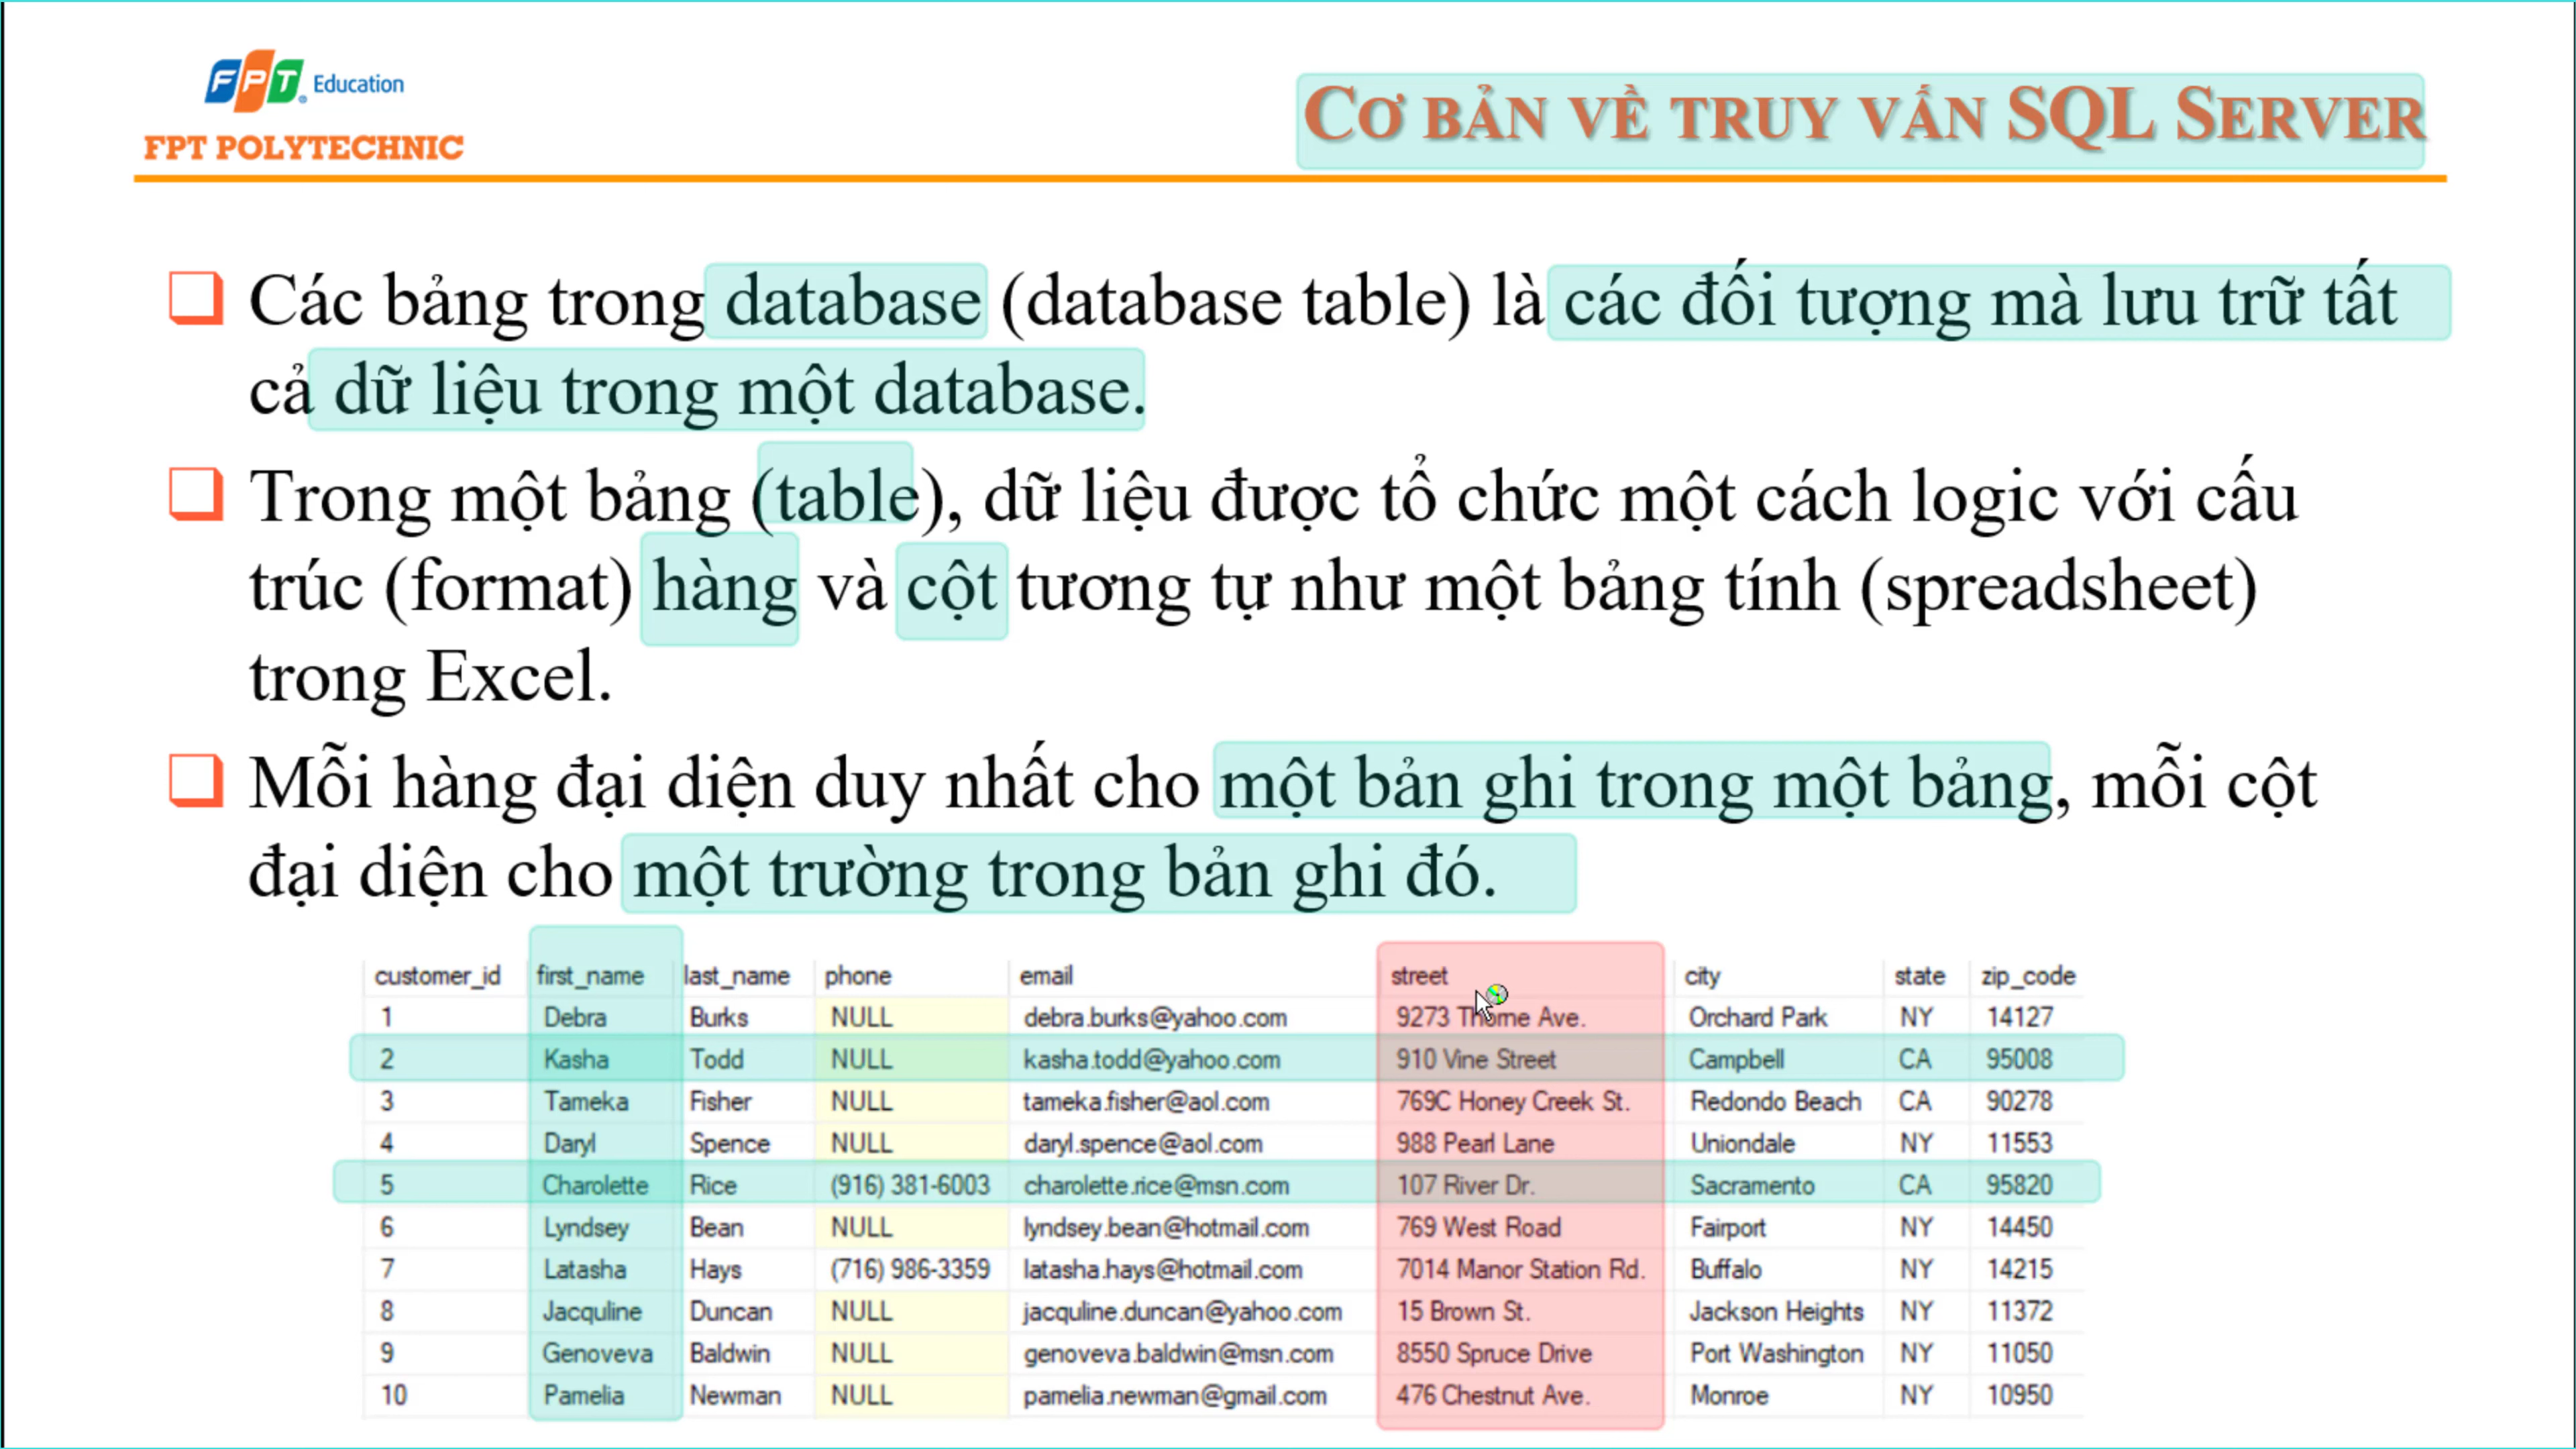 FPT Education
FPT POLYTECHNIC
CƠ BẢN VỀ TRUY VẤN SQL SERVER
Các bảng trong database (database table) là các đối tượng mà lưu trữ tất
cả dữ liệu trong một database.
Trong một bảng (table), dữ liệu được tổ chức một cách logic với cấu
trúc (format) hàng và cột tương tự như một bảng tính (spreadsheet)
trong Excel.
Mỗi hàng đại diện duy nhất cho một bản ghi trong một bảng, mỗi cột
đại diện cho một trường trong bản ghi đó.
customer_id first_name last_name phone email street city state zip_code
1 Debra Burks NULL debra.burks@yahoo.com 9273 Thome Ave. Orchard Park NY 14127
2 Kasha Todd NULL kasha.todd@yahoo.com 910 Vine Street Campbell CA 95008
3 Tameka Fisher NULL tameka.fisher@aol.com 769C Honey Creek St. Redondo Beach CA 90278
4 Daryl Spence NULL daryl.spence@aol.com 988 Pearl Lane Uniondale NY 11553
5 Charolette Rice (916) 381-6003 charolette.rice@msn.com 107 River Dr. Sacramento CA 95820
6 Lyndsey Bean NULL lyndsey.bean@hotmail.com 769 West Road Fairport NY 14450
7 Latasha Hays (716) 986-3359 latasha.hays@hotmail.com 7014 Manor Station Rd. Buffalo NY 14215
8 Jacquline Duncan NULL jacquline.duncan@yahoo.com 15 Brown St. Jackson Heights NY 11372
9 Genoveva Baldwin NULL genoveva.baldwin@msn.com 8550 Spruce Drive Port Washington NY 11050
10 Pamelia Newman NULL pamelia.newman@gmail.com 476 Chestnut Ave. Monroe NY 10950